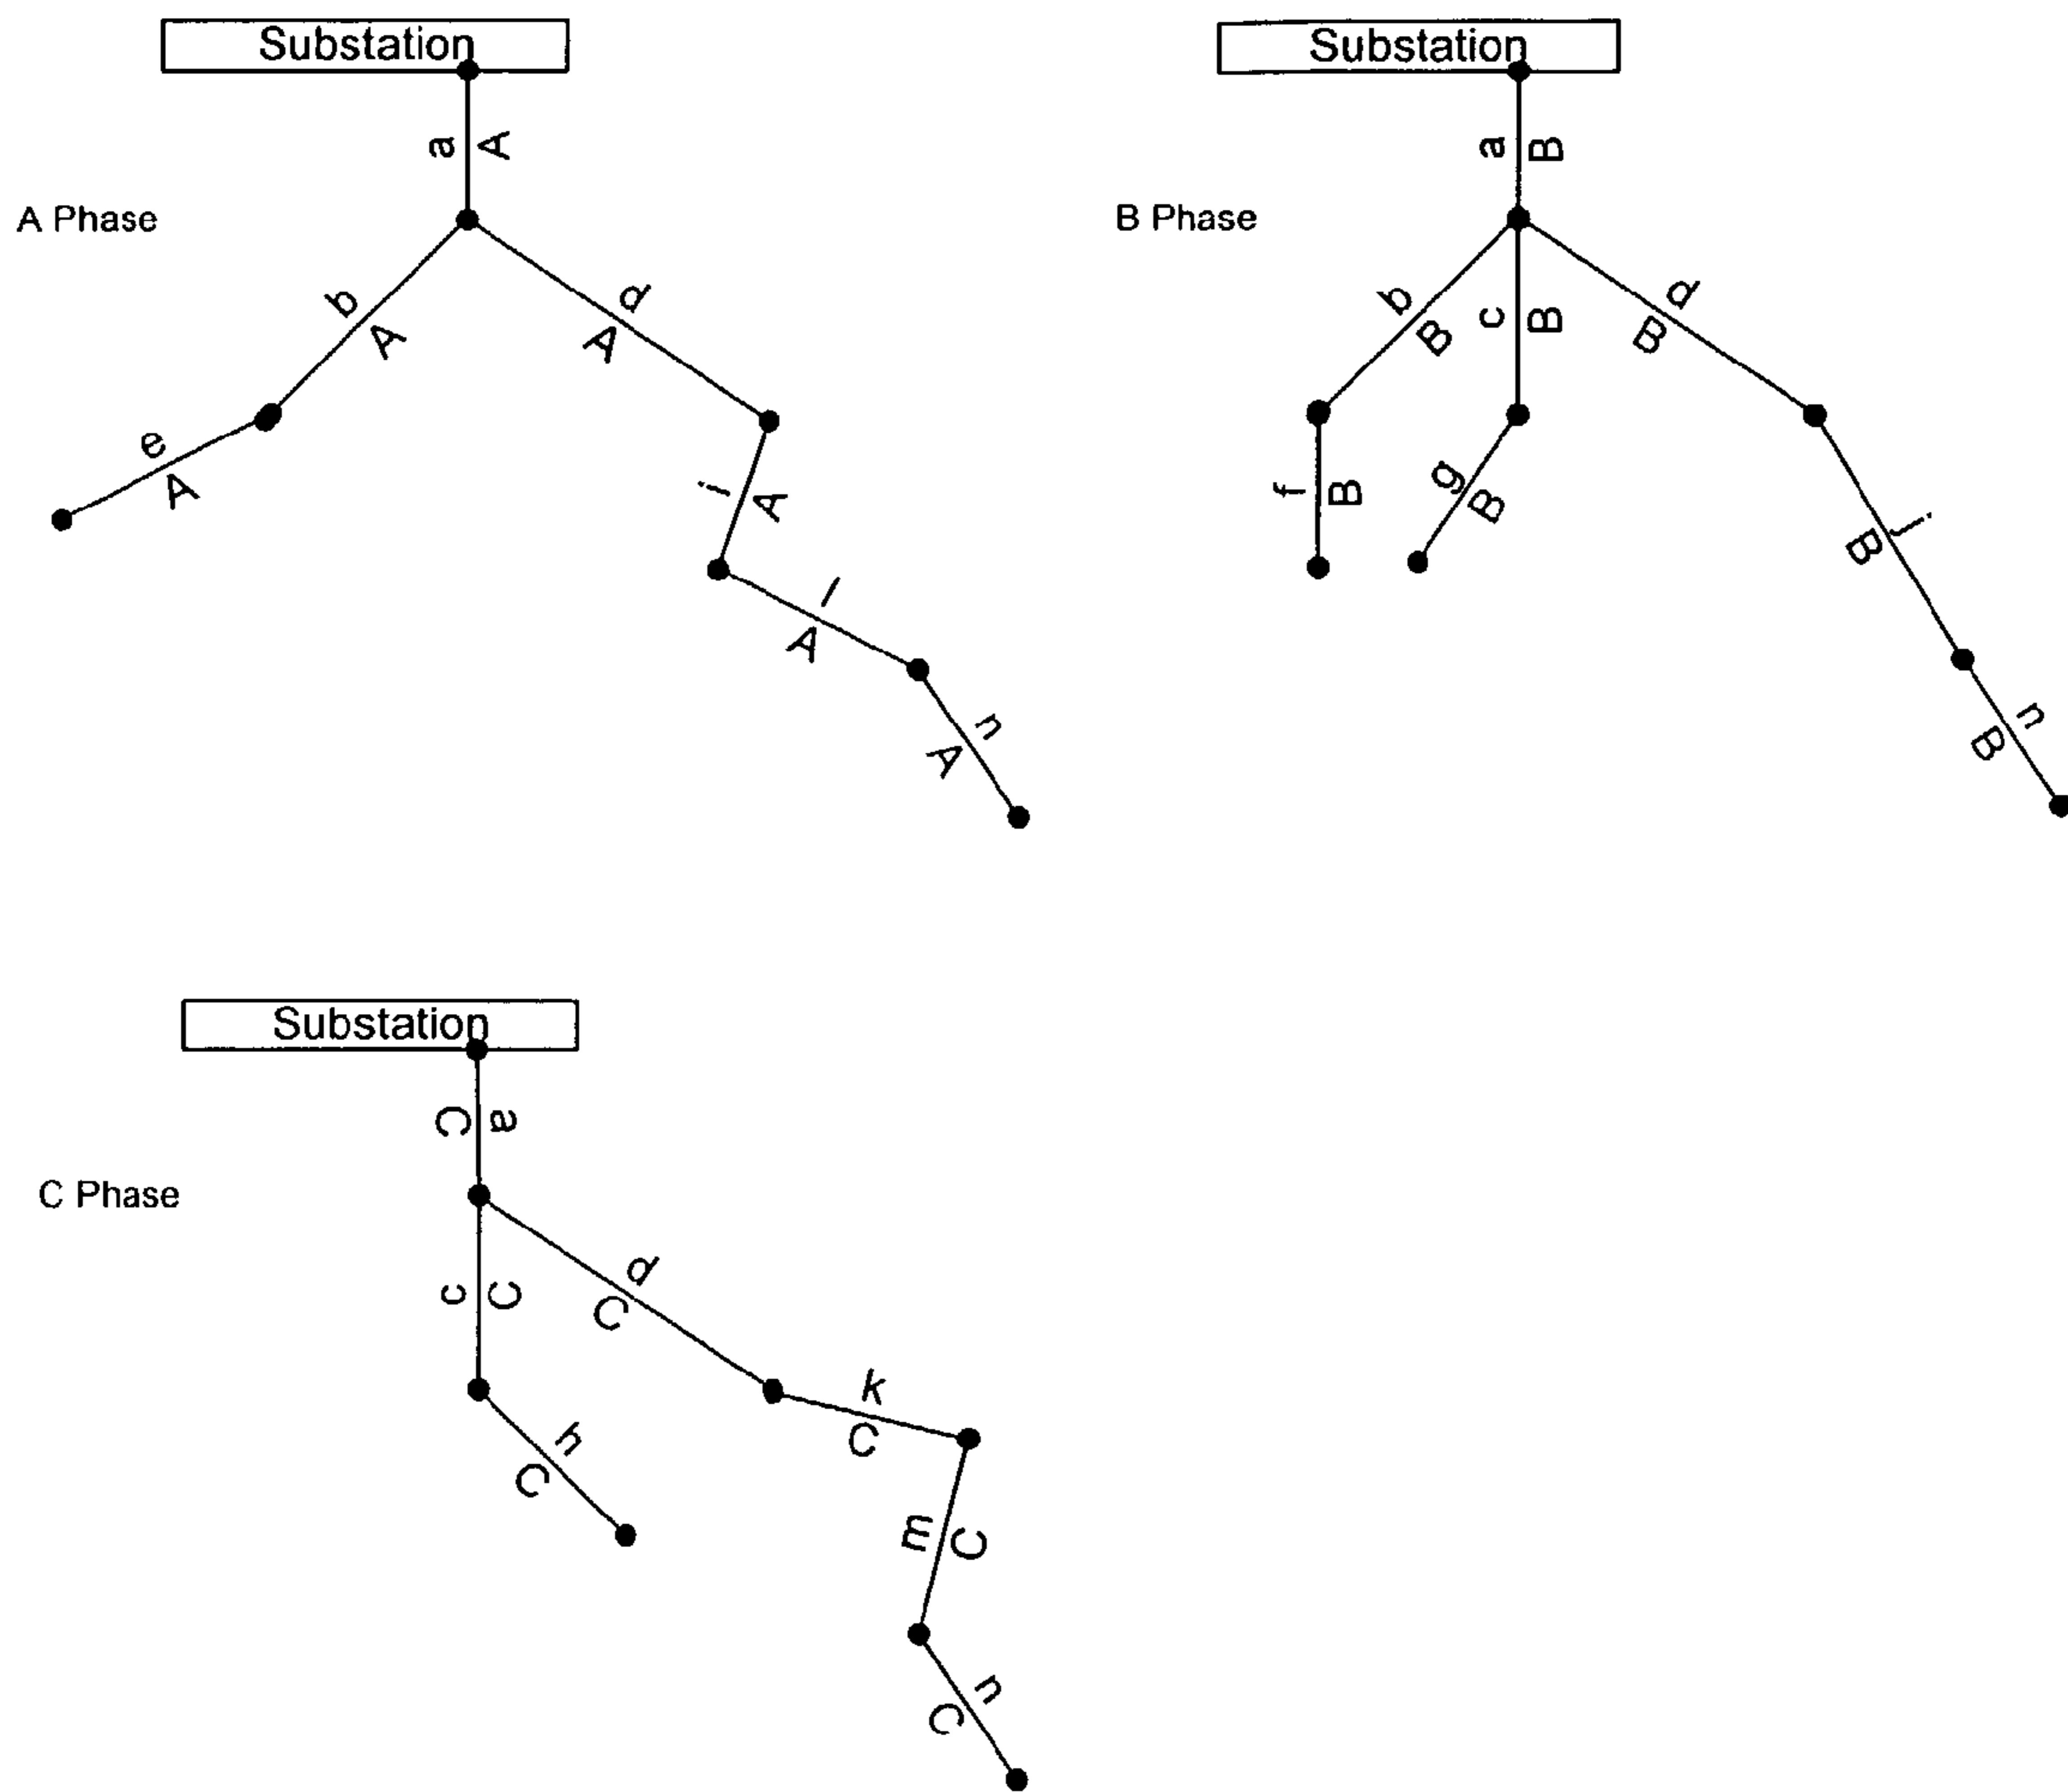 Substation
a A
A Phase
b A
d A
e A
i A
l A
n A
Substation
a B
B Phase
b B
c B
d B
f B
g B
j B
n B
Substation
C a
C Phase
c C
d C
k C
h C
m C
n C